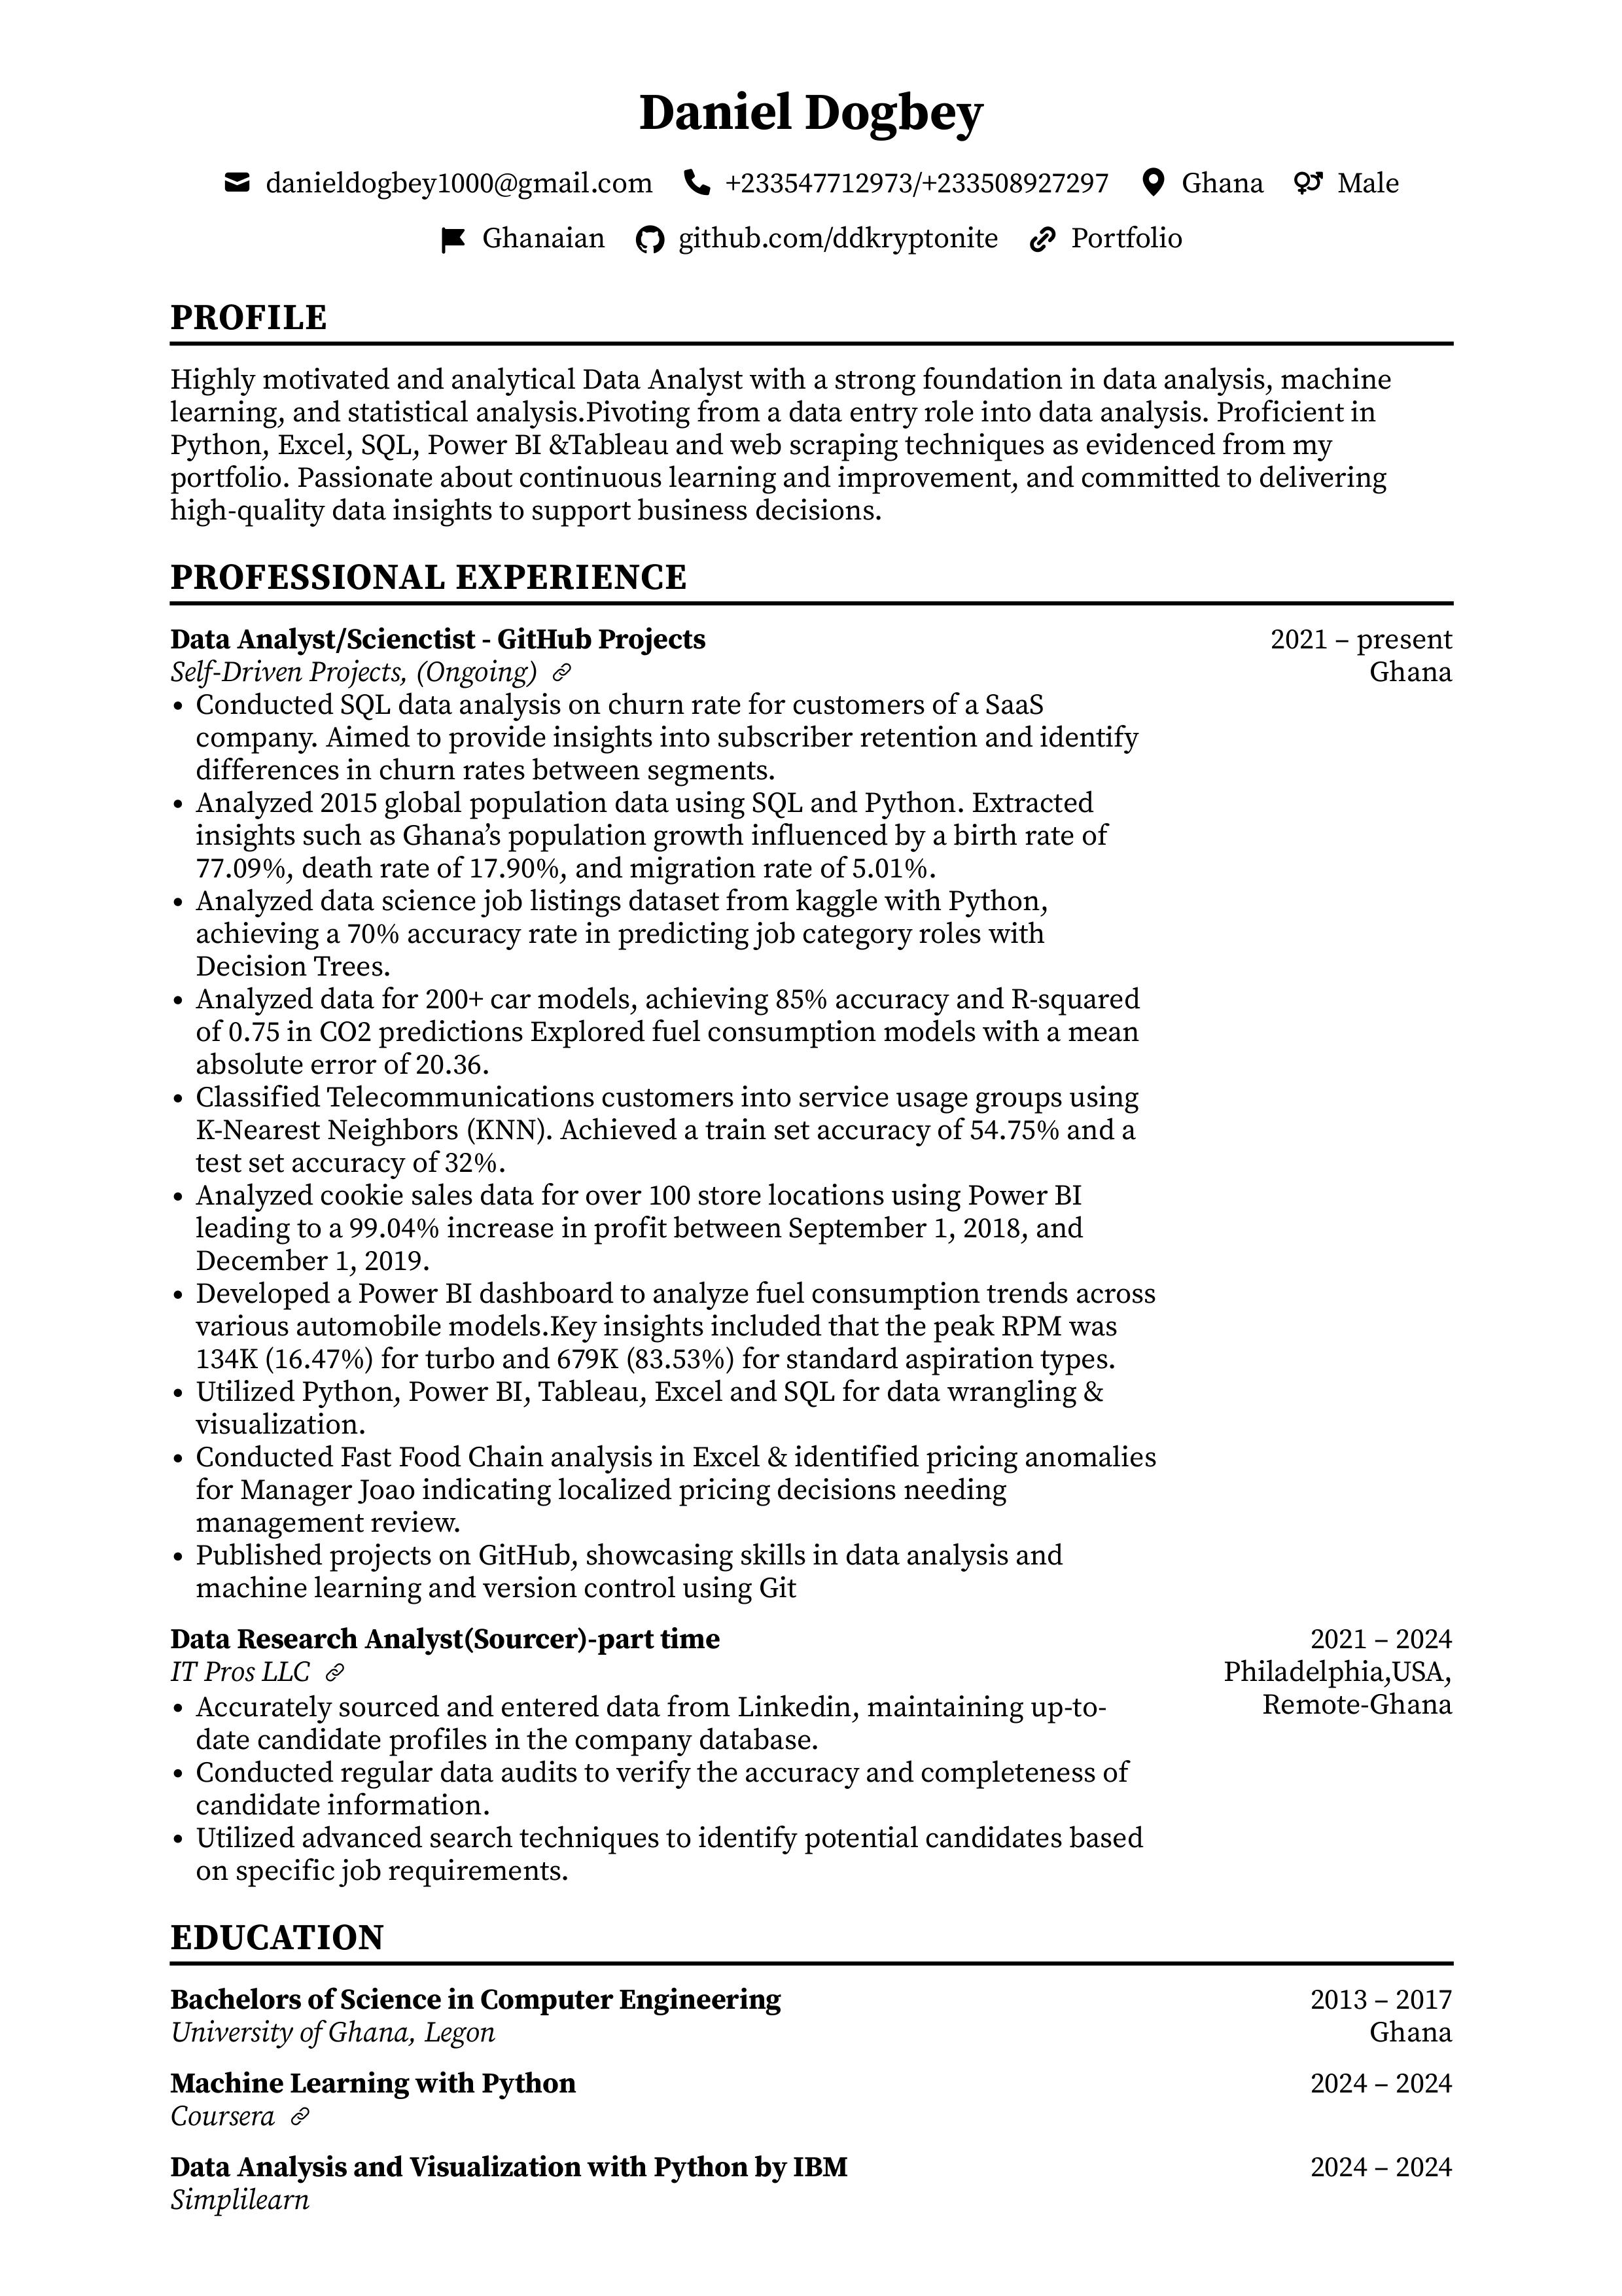 Daniel Dogbey
danieldogbey1000@gmail.com +233547712973/+233508927297 Ghana Male
Ghanaian github.com/ddkryptonite Portfolio
PROFILE
Highly motivated and analytical Data Analyst with a strong foundation in data analysis, machine
learning, and statistical analysis.Pivoting from a data entry role into data analysis. Proficient in
Python, Excel, SQL, Power BI &Tableau and web scraping techniques as evidenced from my
portfolio. Passionate about continuous learning and improvement, and committed to delivering
high-quality data insights to support business decisions.
PROFESSIONAL EXPERIENCE
Data Analyst/Scienctist - GitHub Projects 2021 – present
Self-Driven Projects, (Ongoing) Ghana
• Conducted SQL data analysis on churn rate for customers of a SaaS
company. Aimed to provide insights into subscriber retention and identify
differences in churn rates between segments.
• Analyzed 2015 global population data using SQL and Python. Extracted
insights such as Ghana’s population growth influenced by a birth rate of
77.09%, death rate of 17.90%, and migration rate of 5.01%.
• Analyzed data science job listings dataset from kaggle with Python,
achieving a 70% accuracy rate in predicting job category roles with
Decision Trees.
• Analyzed data for 200+ car models, achieving 85% accuracy and R-squared
of 0.75 in CO2 predictions Explored fuel consumption models with a mean
absolute error of 20.36.
• Classified Telecommunications customers into service usage groups using
K-Nearest Neighbors (KNN). Achieved a train set accuracy of 54.75% and a
test set accuracy of 32%.
• Analyzed cookie sales data for over 100 store locations using Power BI
leading to a 99.04% increase in profit between September 1, 2018, and
December 1, 2019.
• Developed a Power BI dashboard to analyze fuel consumption trends across
various automobile models.Key insights included that the peak RPM was
134K (16.47%) for turbo and 679K (83.53%) for standard aspiration types.
• Utilized Python, Power BI, Tableau, Excel and SQL for data wrangling &
visualization.
• Conducted Fast Food Chain analysis in Excel & identified pricing anomalies
for Manager Joao indicating localized pricing decisions needing
management review.
• Published projects on GitHub, showcasing skills in data analysis and
machine learning and version control using Git
Data Research Analyst(Sourcer)-part time 2021 – 2024
IT Pros LLC Philadelphia,USA,
Remote-Ghana
• Accurately sourced and entered data from Linkedin, maintaining up-to-
date candidate profiles in the company database.
• Conducted regular data audits to verify the accuracy and completeness of
candidate information.
• Utilized advanced search techniques to identify potential candidates based
on specific job requirements.
EDUCATION
Bachelors of Science in Computer Engineering 2013 – 2017
University of Ghana, Legon Ghana
Machine Learning with Python 2024 – 2024
Coursera
Data Analysis and Visualization with Python by IBM 2024 – 2024
Simplilearn